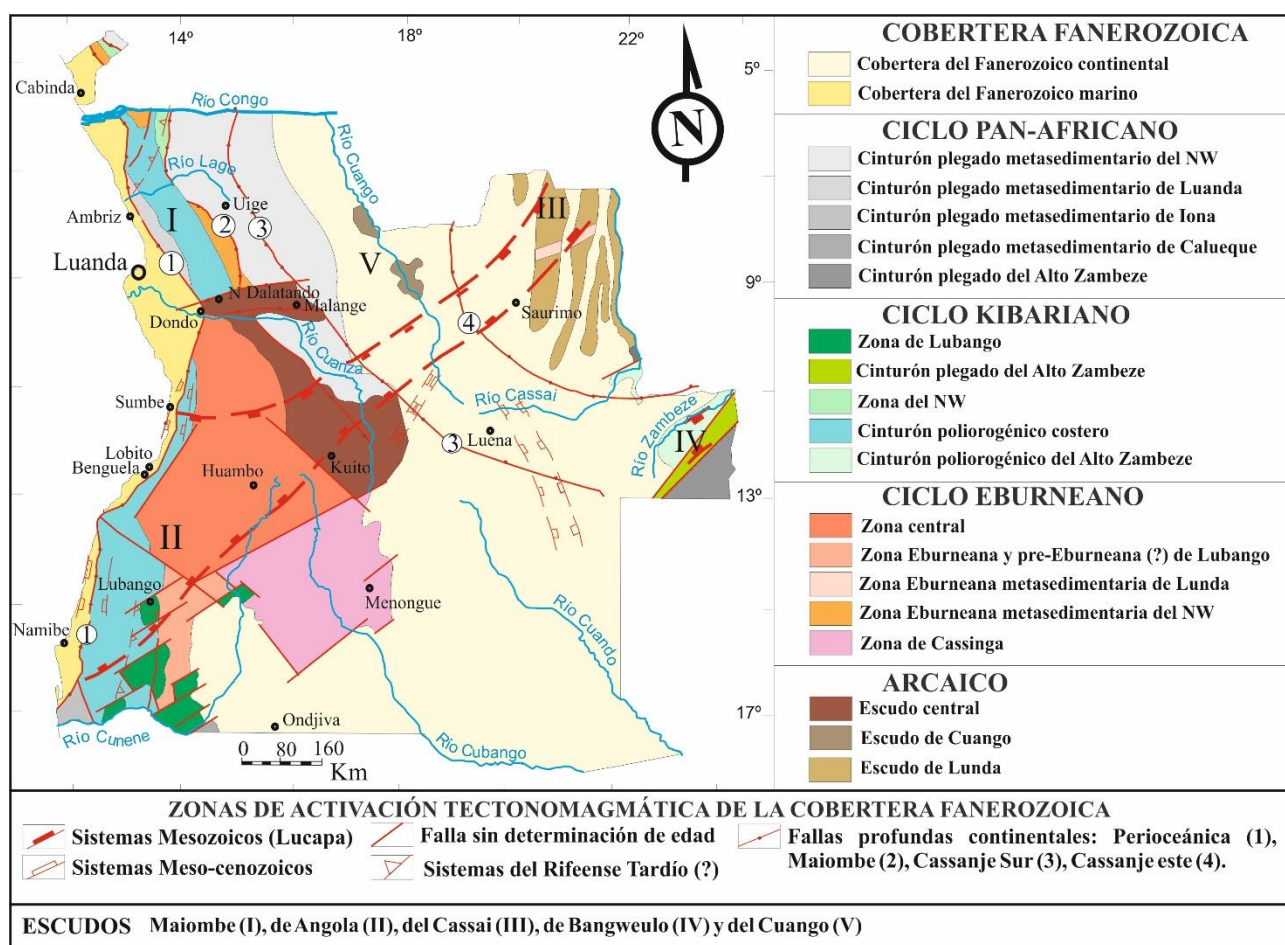 14°
18°
22°
5°
9°
13°
17°
Cabinda
Río Congo
Río Lage
Río Cuango
N
Ambriz
Uige
I
2
3
III
Luanda
1
V
N Dalatando
Malange
Dondo
4
Saurimo
Río Cuanza
Sumbe
Río Cassai
Río Zambeze
IV
Lobito
Benguela
3
Luena
Huambo
Kuito
II
Lubango
Menongue
Namibe
1
Río Cuando
Ondjiva
Río Cunene
0 80 160
Km
Río Cubango
COBERTERA FANEROZOICA
Cobertera del Fanerozoico continental
Cobertera del Fanerozoico marino
CICLO PAN-AFRICANO
Cinturón plegado metasedimentario del NW
Cinturón plegado metasedimentario de Luanda
Cinturón plegado metasedimentario de Iona
Cinturón plegado metasedimentario de Calueque
Cinturón plegado del Alto Zambeze
CICLO KIBARIANO
Zona de Lubango
Cinturón plegado del Alto Zambeze
Zona del NW
Cinturón poliorogénico costero
Cinturón poliorogénico del Alto Zambeze
CICLO EBURNEANO
Zona central
Zona Eburneana y pre-Eburneana (?) de Lubango
Zona Eburneana metasedimentaria de Lunda
Zona Eburneana metasedimentaria del NW
Zona de Cassinga
ARCAICO
Escudo central
Escudo de Cuango
Escudo de Lunda
ZONAS DE ACTIVACIÓN TECTONOMAGMÁTICA DE LA COBERTERA FANEROZOICA
Sistemas Mesozoicos (Lucapa)
Sistemas Meso-cenozoicos
Falla sin determinación de edad
Sistemas del Rifeense Tardío (?)
Fallas profundas continentales: Perioceánica (1),
Maiombe (2), Cassanje Sur (3), Cassanje este (4).
ESCUDOS Maiombe (I), de Angola (II), del Cassai (III), de Bangweulo (IV) y del Cuango (V)